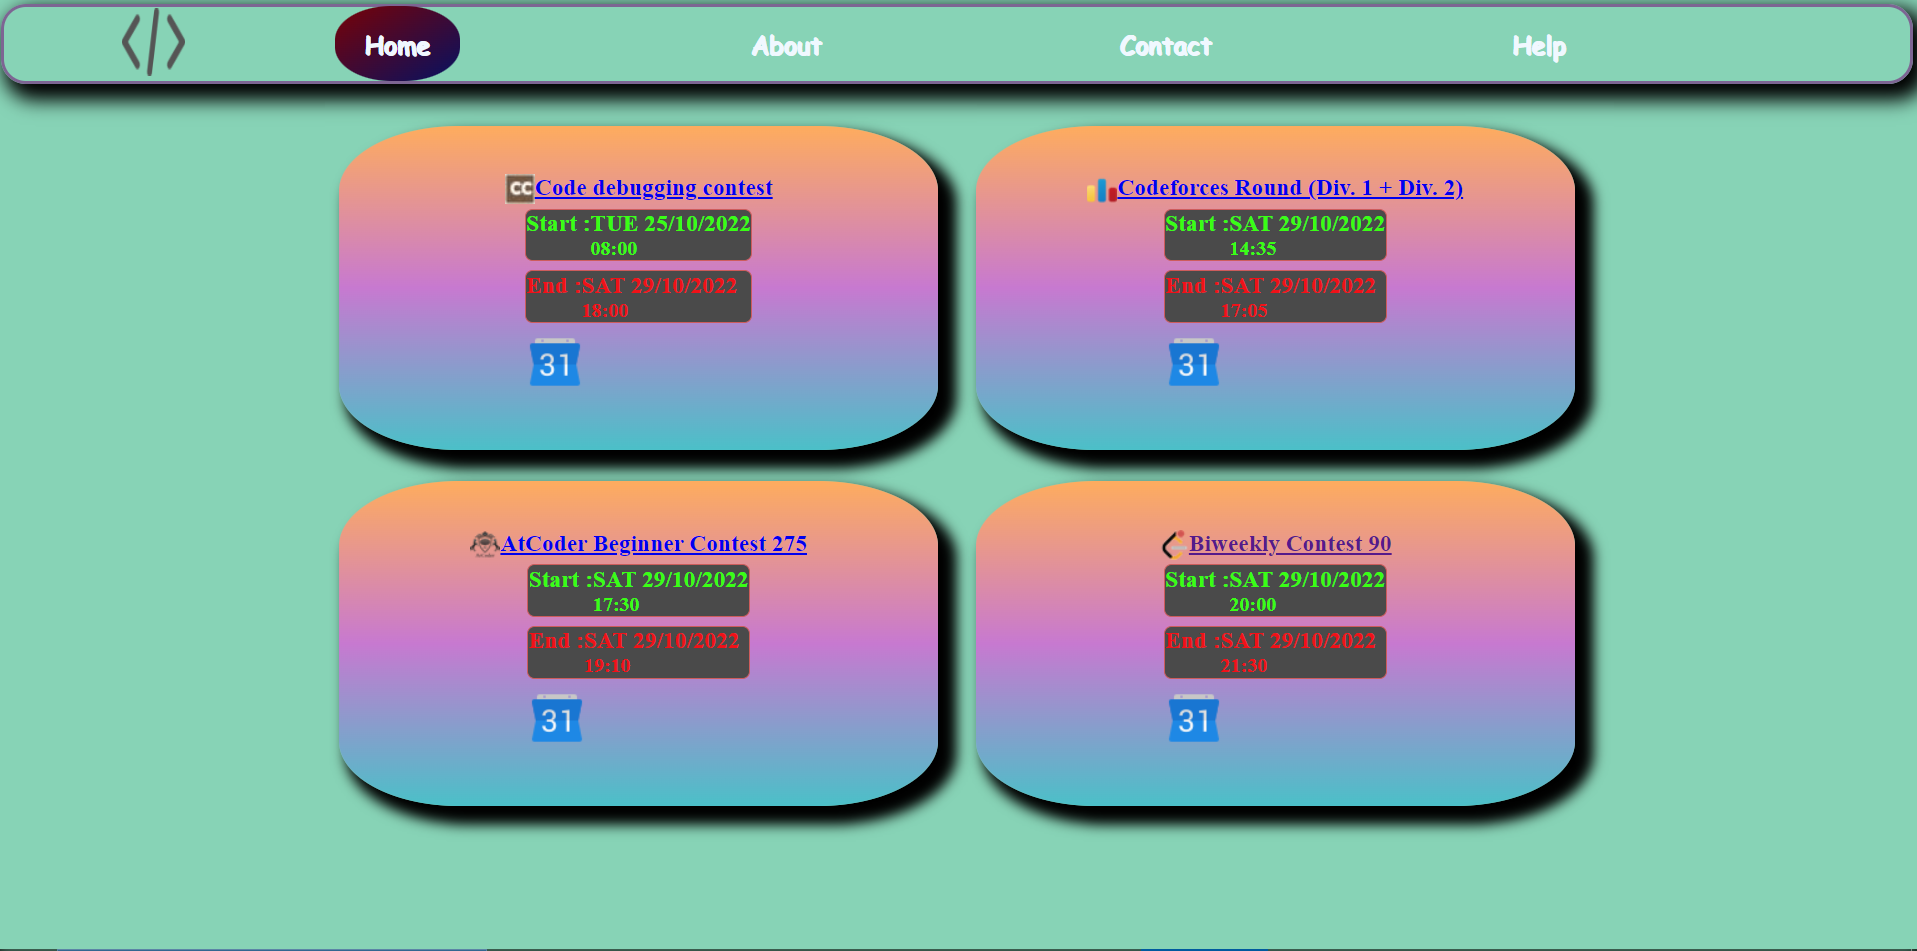 </>
Home
About
Contact
Help
CC
Code debugging contest
Start :TUE 25/10/2022
08:00
End :SAT 29/10/2022
18:00
31
Codeforces Round (Div. 1 + Div. 2)
Start :SAT 29/10/2022
14:35
End :SAT 29/10/2022
17:05
31
AtCoder Beginner Contest 275
Start :SAT 29/10/2022
17:30
End :SAT 29/10/2022
19:10
31
Biweekly Contest 90
Start :SAT 29/10/2022
20:00
End :SAT 29/10/2022
21:30
31